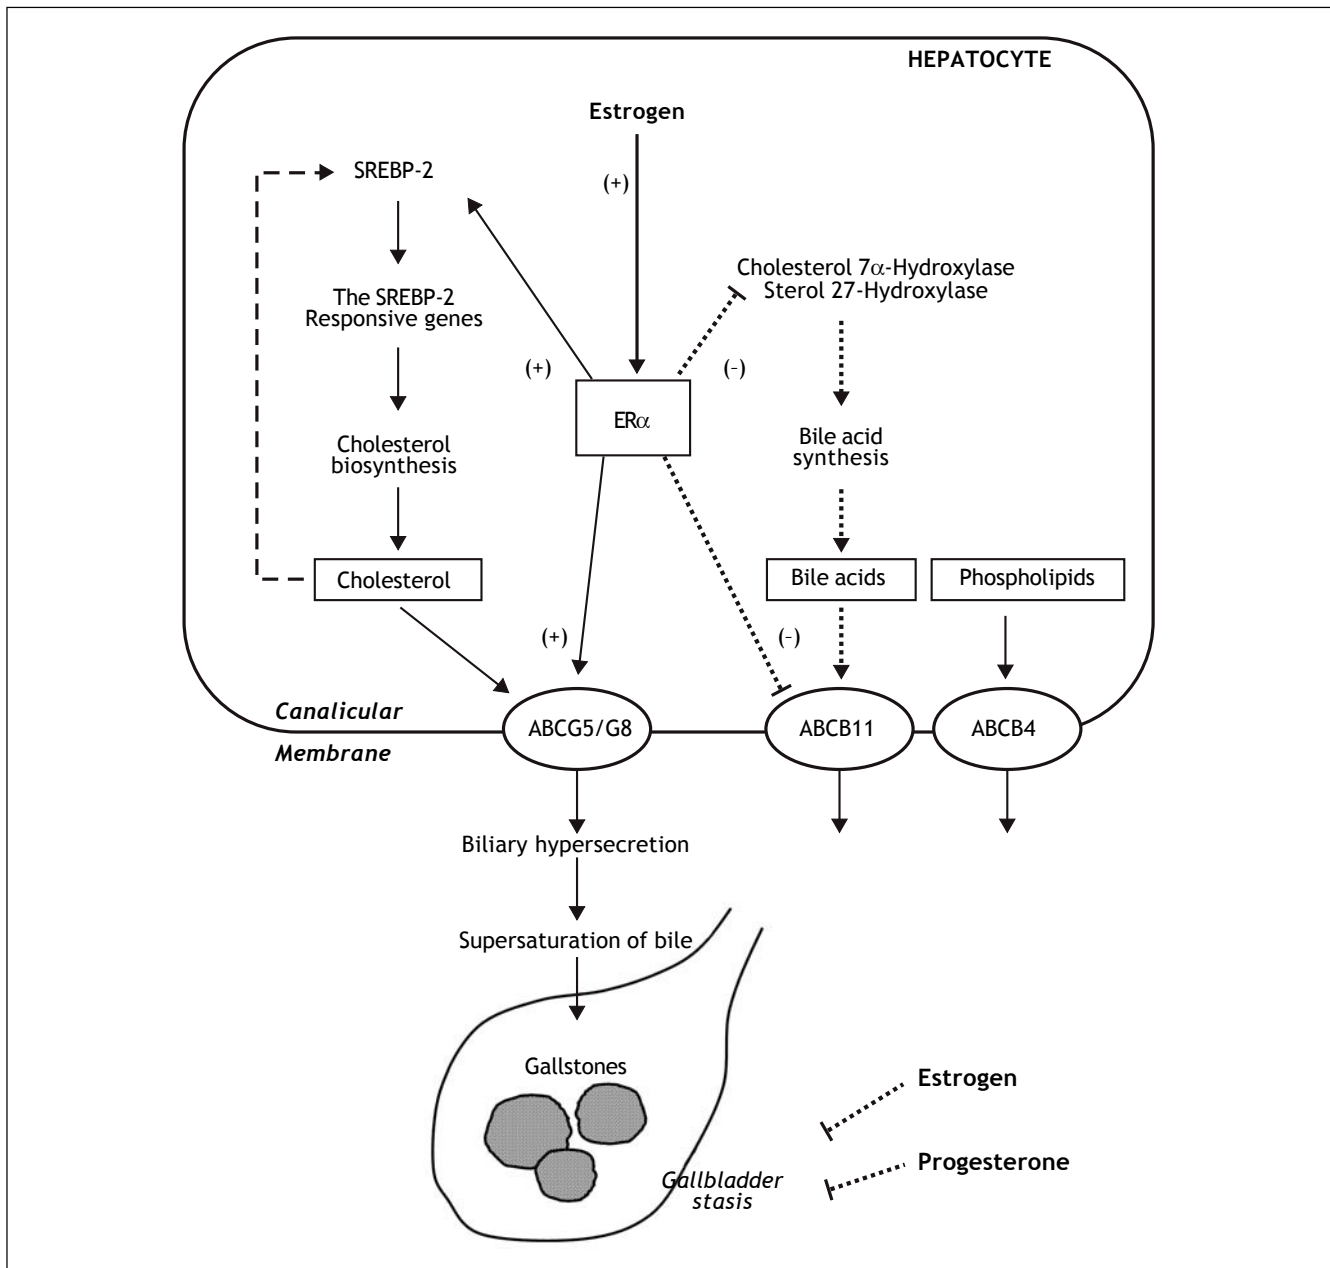 HEPATOCYTE
Estrogen
SREBP-2
(+)
Cholesterol 7α-Hydroxylase
Sterol 27-Hydroxylase
The SREBP-2
Responsive genes
(+)
(-)
ERα
Cholesterol
biosynthesis
Bile acid
synthesis
Cholesterol
Bile acids
Phospholipids
(+)
(-)
Canalicular
Membrane
ABCG5/G8
ABCB11
ABCB4
Biliary hypersecretion
Supersaturation of bile
Gallstones
Estrogen
Progesterone
Gallbladder
stasis